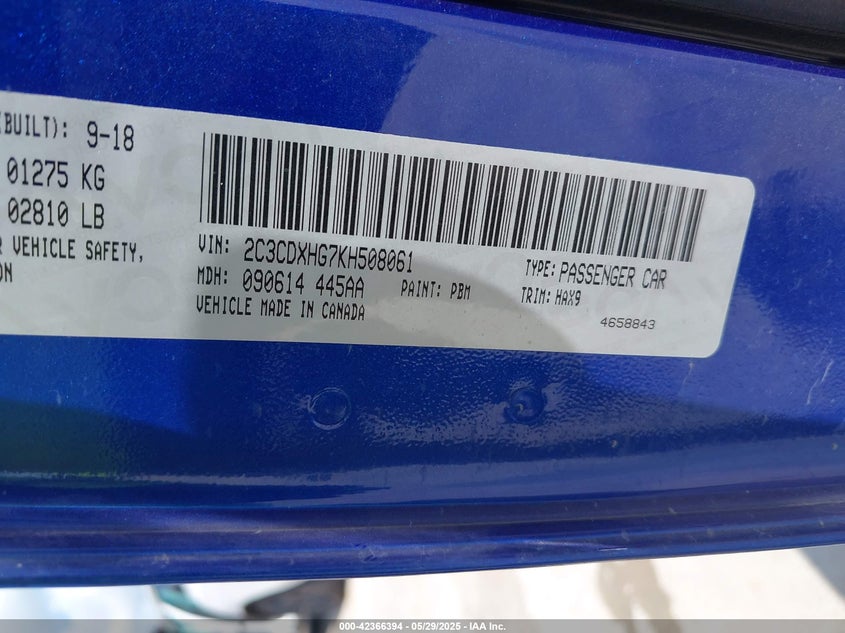 (BUILT): 9-18
01275 KG
02810 LB
VEHICLE SAFETY,
VIN: 2C3CDXHG7KH508061
TYPE: PASSENGER CAR
MDH: 090614 445AA
PAINT: PBM
TRIM: HAX9
VEHICLE MADE IN CANADA
4658843
000-42366394 - 05/29/2025 - IAA Inc.